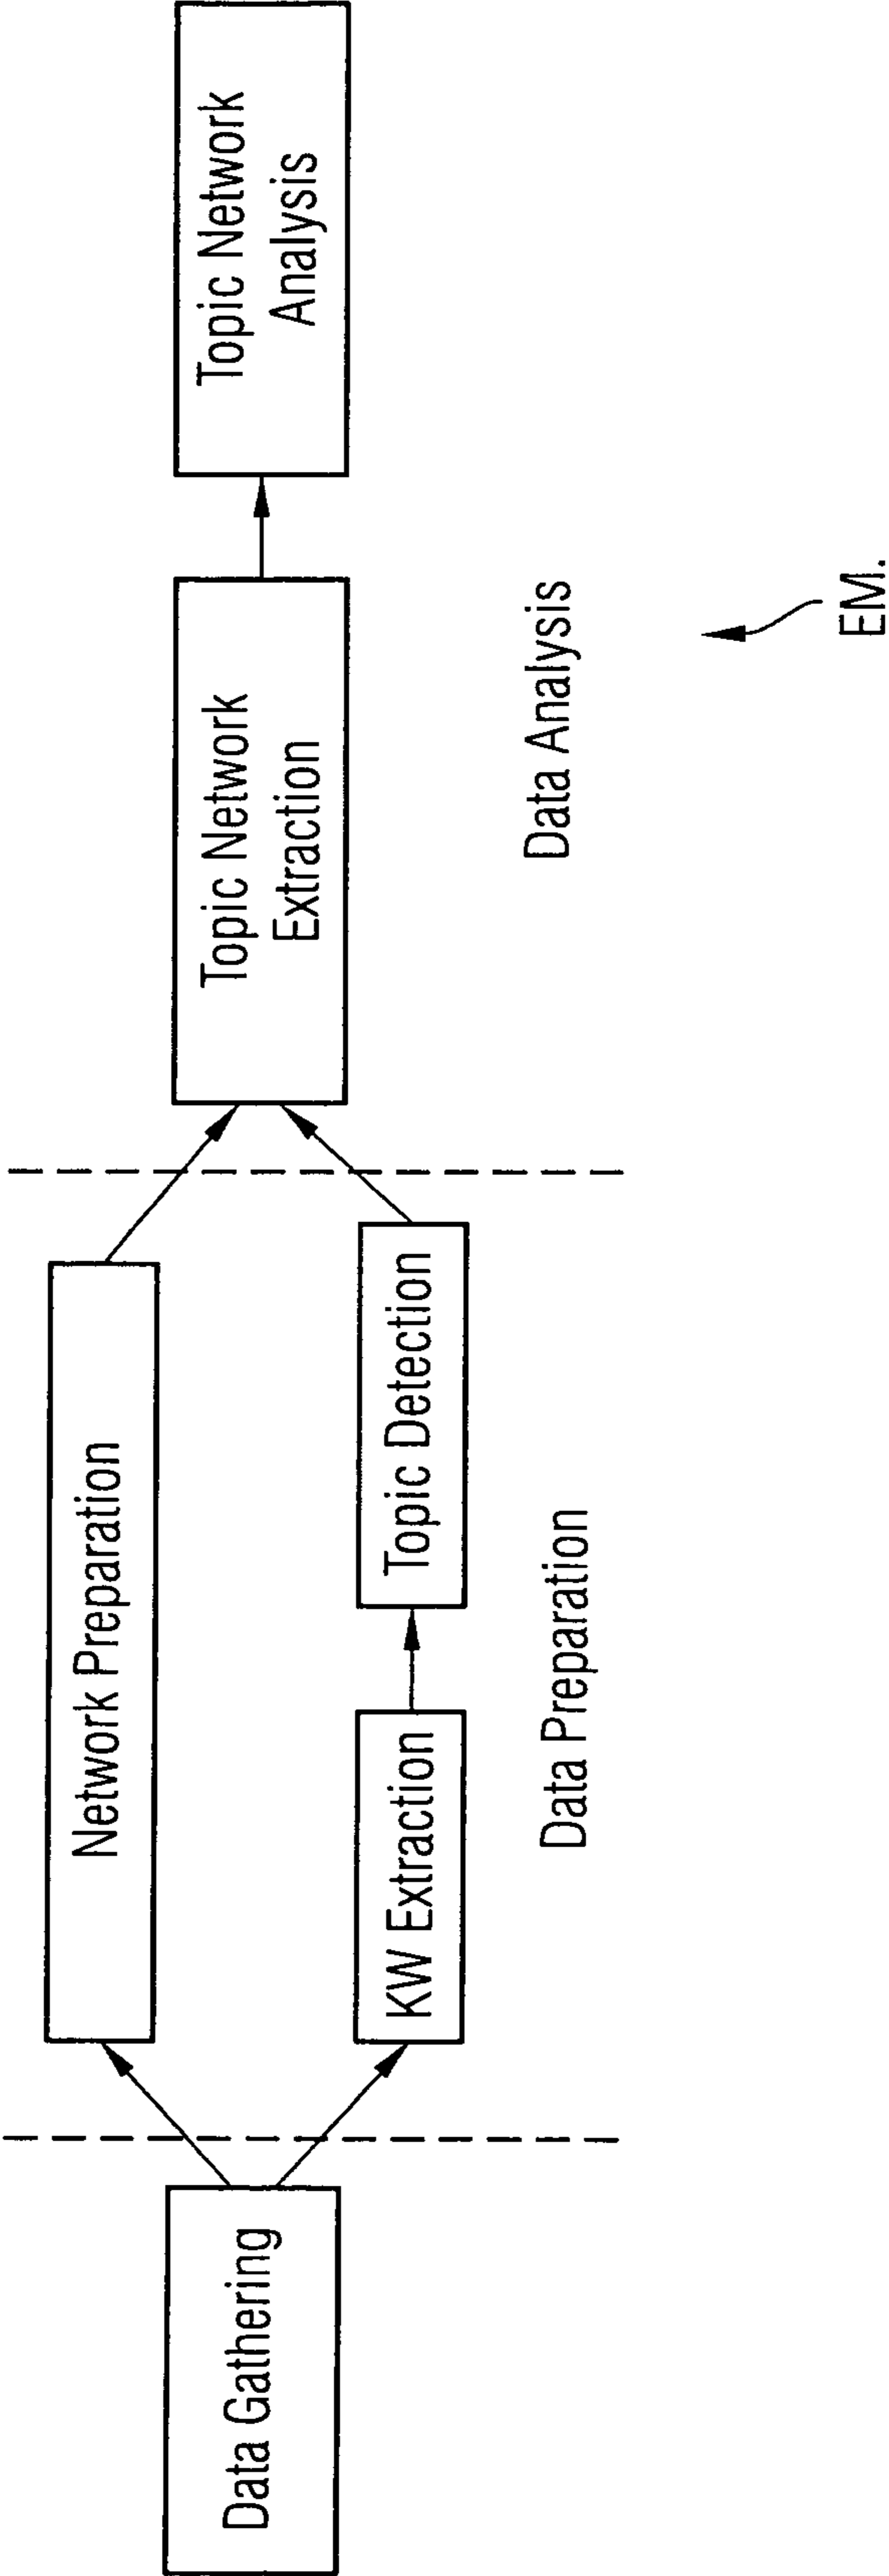 Data Gathering
Network Preparation
KW Extraction
Topic Detection
Data Preparation
Topic Network
Extraction
Topic Network
Analysis
Data Analysis
EM.